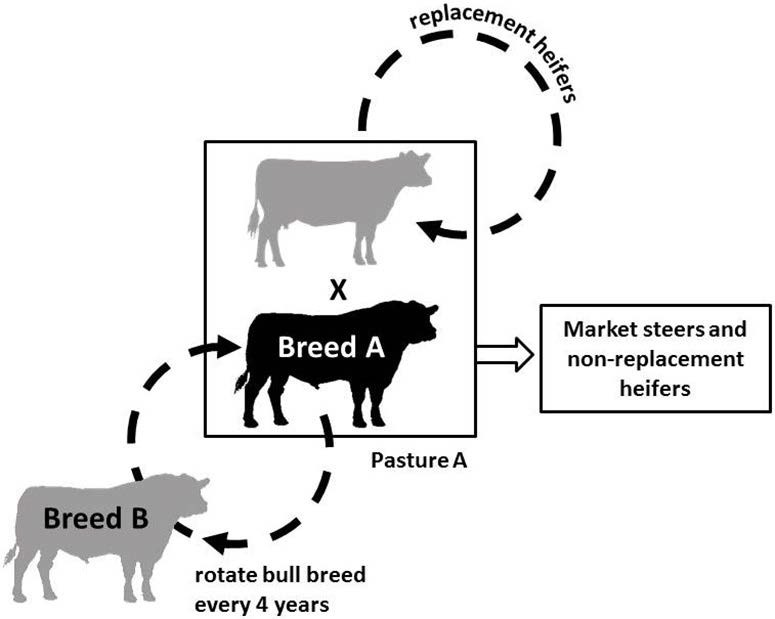 replacement heifers
X
Breed A
Market steers and
non-replacement
heifers
Pasture A
Breed B
rotate bull breed
every 4 years